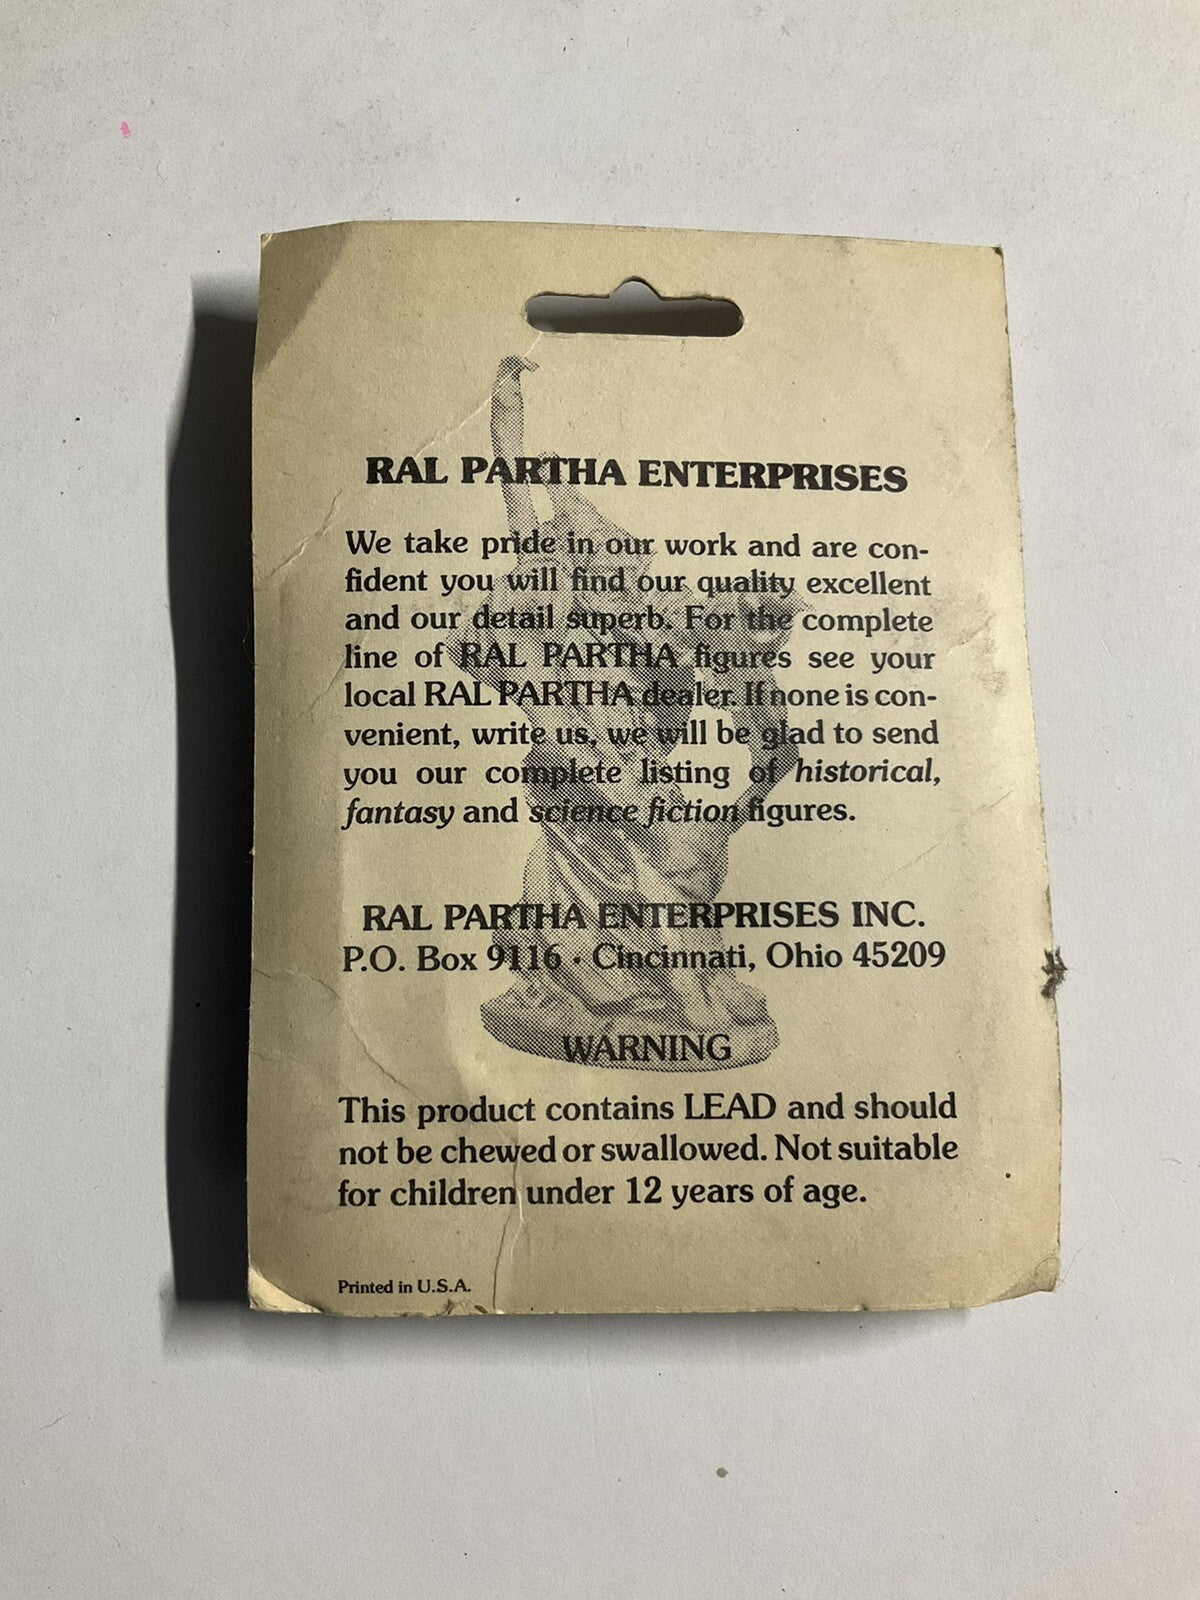 RAL PARTHA ENTERPRISES
We take pride in our work and are con-
fident you will find our quality excellent
and our detail superb. For the complete
line of RAL PARTHA figures see your
local RAL PARTHA dealer. If none is con-
venient, write us, we will be glad to send
you our complete listing of historical,
fantasy and science fiction figures.
RAL PARTHA ENTERPRISES INC.
P.O. Box 9116 · Cincinnati, Ohio 45209
WARNING
This product contains LEAD and should
not be chewed or swallowed. Not suitable
for children under 12 years of age.
Printed in U.S.A.